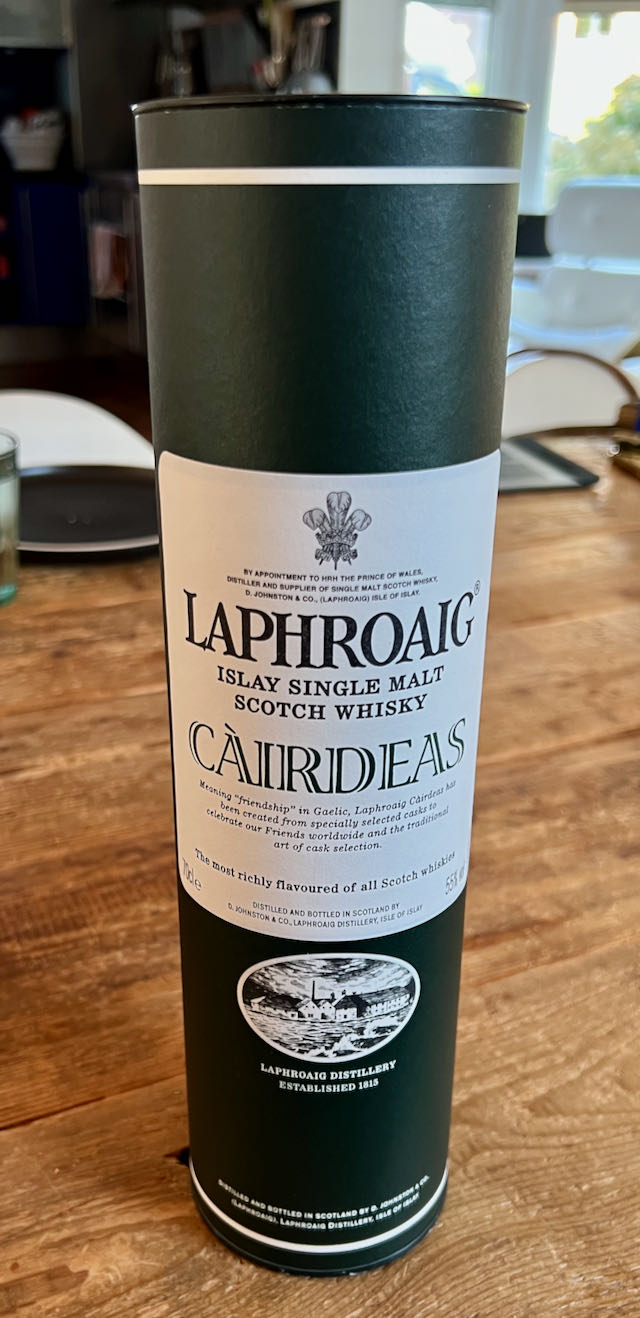 BY APPOINTMENT TO HRH THE PRINCE OF WALES,
DISTILLER AND SUPPLIER OF SINGLE MALT SCOTCH WHISKY,
D. JOHNSTON & CO., (LAPHROAIG) ISLE OF ISLAY.
LAPHROAIG®
ISLAY SINGLE MALT
SCOTCH WHISKY
CÀIRDEAS
Meaning "friendship" in Gaelic, Laphroaig Càirdeas has
been created from specially selected casks to
celebrate our Friends worldwide and the traditional
art of cask selection.
The most richly flavoured of all Scotch whiskies
70cl e
55% vol
DISTILLED AND BOTTLED IN SCOTLAND BY
D. JOHNSTON & CO., LAPHROAIG DISTILLERY, ISLE OF ISLAY
LAPHROAIG DISTILLERY
ESTABLISHED 1815
DISTILLED AND BOTTLED IN SCOTLAND BY D. JOHNSTON & CO.,
(LAPHROAIG), LAPHROAIG DISTILLERY, ISLE OF ISLAY